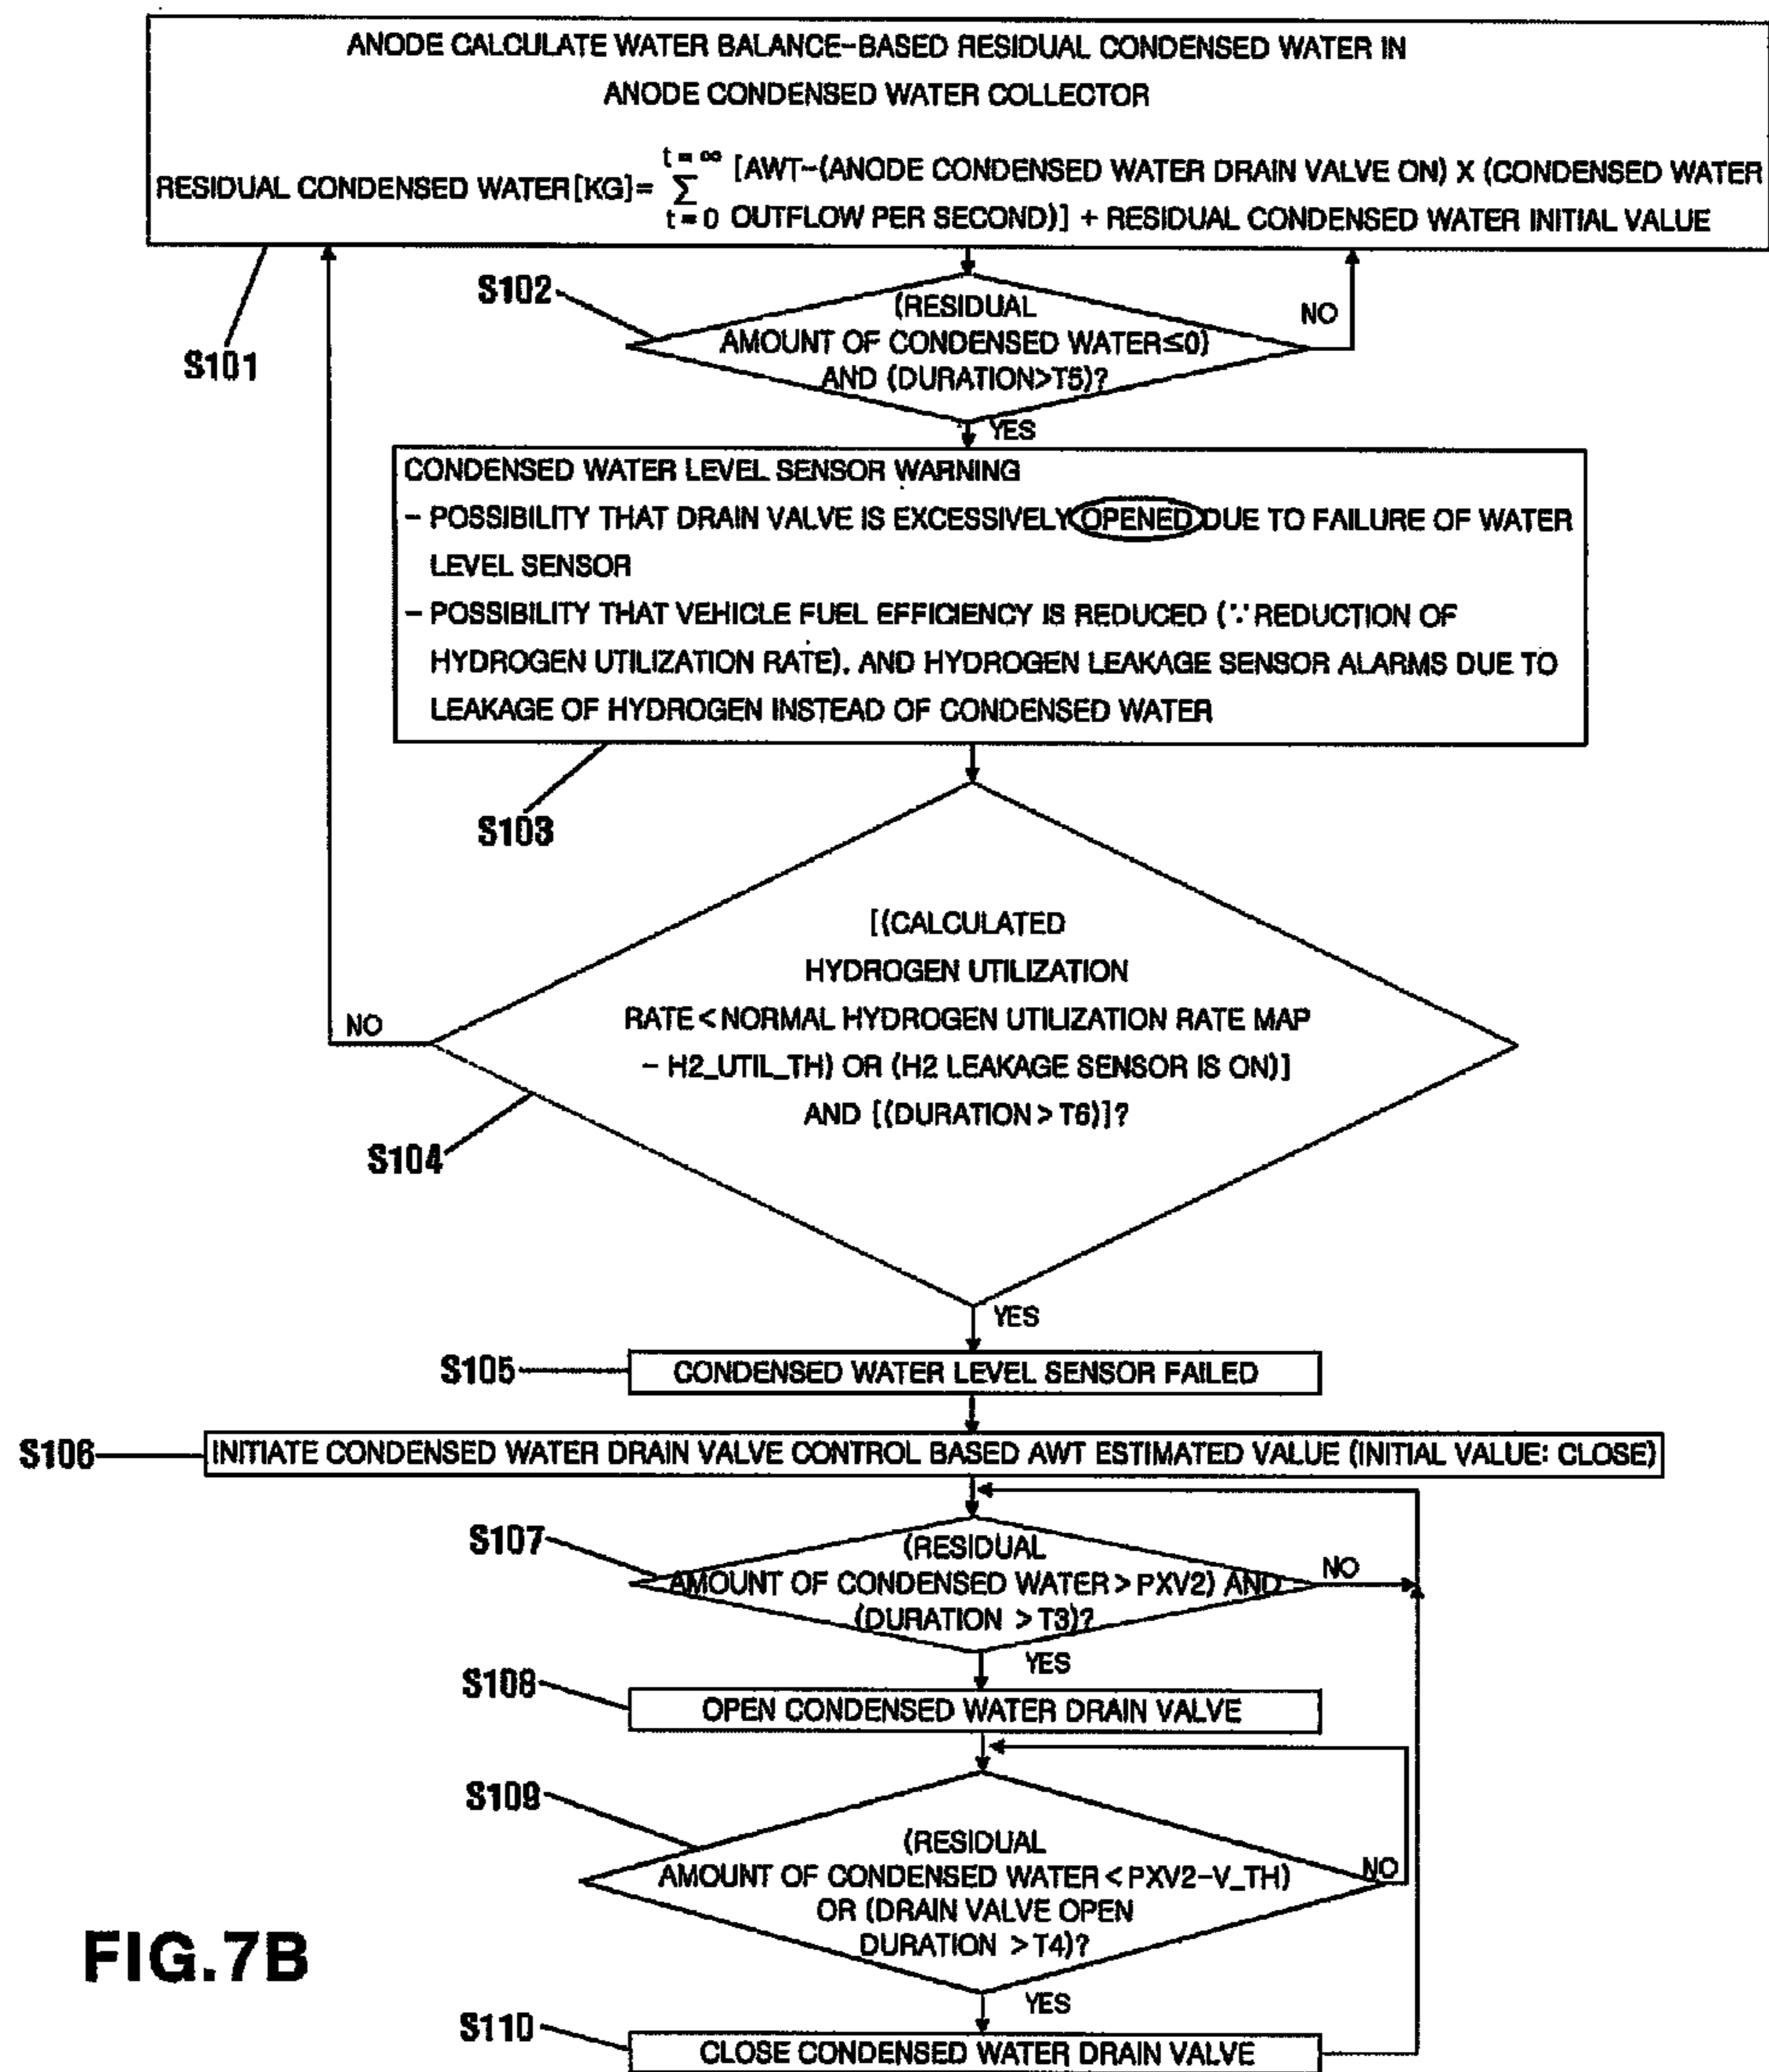 ANODE CALCULATE WATER BALANCE-BASED RESIDUAL CONDENSED WATER IN
ANODE CONDENSED WATER COLLECTOR
RESIDUAL CONDENSED WATER[KG]= t=∞ ∑ t=0 [AWT-(ANODE CONDENSED WATER DRAIN VALVE ON) X (CONDENSED WATER
OUTFLOW PER SECOND)] + RESIDUAL CONDENSED WATER INITIAL VALUE
S101
S102
(RESIDUAL
AMOUNT OF CONDENSED WATER≤0)
AND (DURATION>T5)?
NO
YES
CONDENSED WATER LEVEL SENSOR WARNING
- POSSIBILITY THAT DRAIN VALVE IS EXCESSIVELY OPENED DUE TO FAILURE OF WATER
LEVEL SENSOR
- POSSIBILITY THAT VEHICLE FUEL EFFICIENCY IS REDUCED (∵ REDUCTION OF
HYDROGEN UTILIZATION RATE), AND HYDROGEN LEAKAGE SENSOR ALARMS DUE TO
LEAKAGE OF HYDROGEN INSTEAD OF CONDENSED WATER
S103
[(CALCULATED
HYDROGEN UTILIZATION
RATE<NORMAL HYDROGEN UTILIZATION RATE MAP
- H2_UTIL_TH) OR (H2 LEAKAGE SENSOR IS ON)]
AND [(DURATION > T6)]?
NO
S104
YES
S105
CONDENSED WATER LEVEL SENSOR FAILED
S106
INITIATE CONDENSED WATER DRAIN VALVE CONTROL BASED AWT ESTIMATED VALUE (INITIAL VALUE: CLOSE)
S107
(RESIDUAL
AMOUNT OF CONDENSED WATER > PXV2) AND
(DURATION > T3)?
NO
YES
S108
OPEN CONDENSED WATER DRAIN VALVE
S109
(RESIDUAL
AMOUNT OF CONDENSED WATER < PXV2-V_TH)
OR (DRAIN VALVE OPEN
DURATION > T4)?
NO
YES
S110
CLOSE CONDENSED WATER DRAIN VALVE
FIG.7B